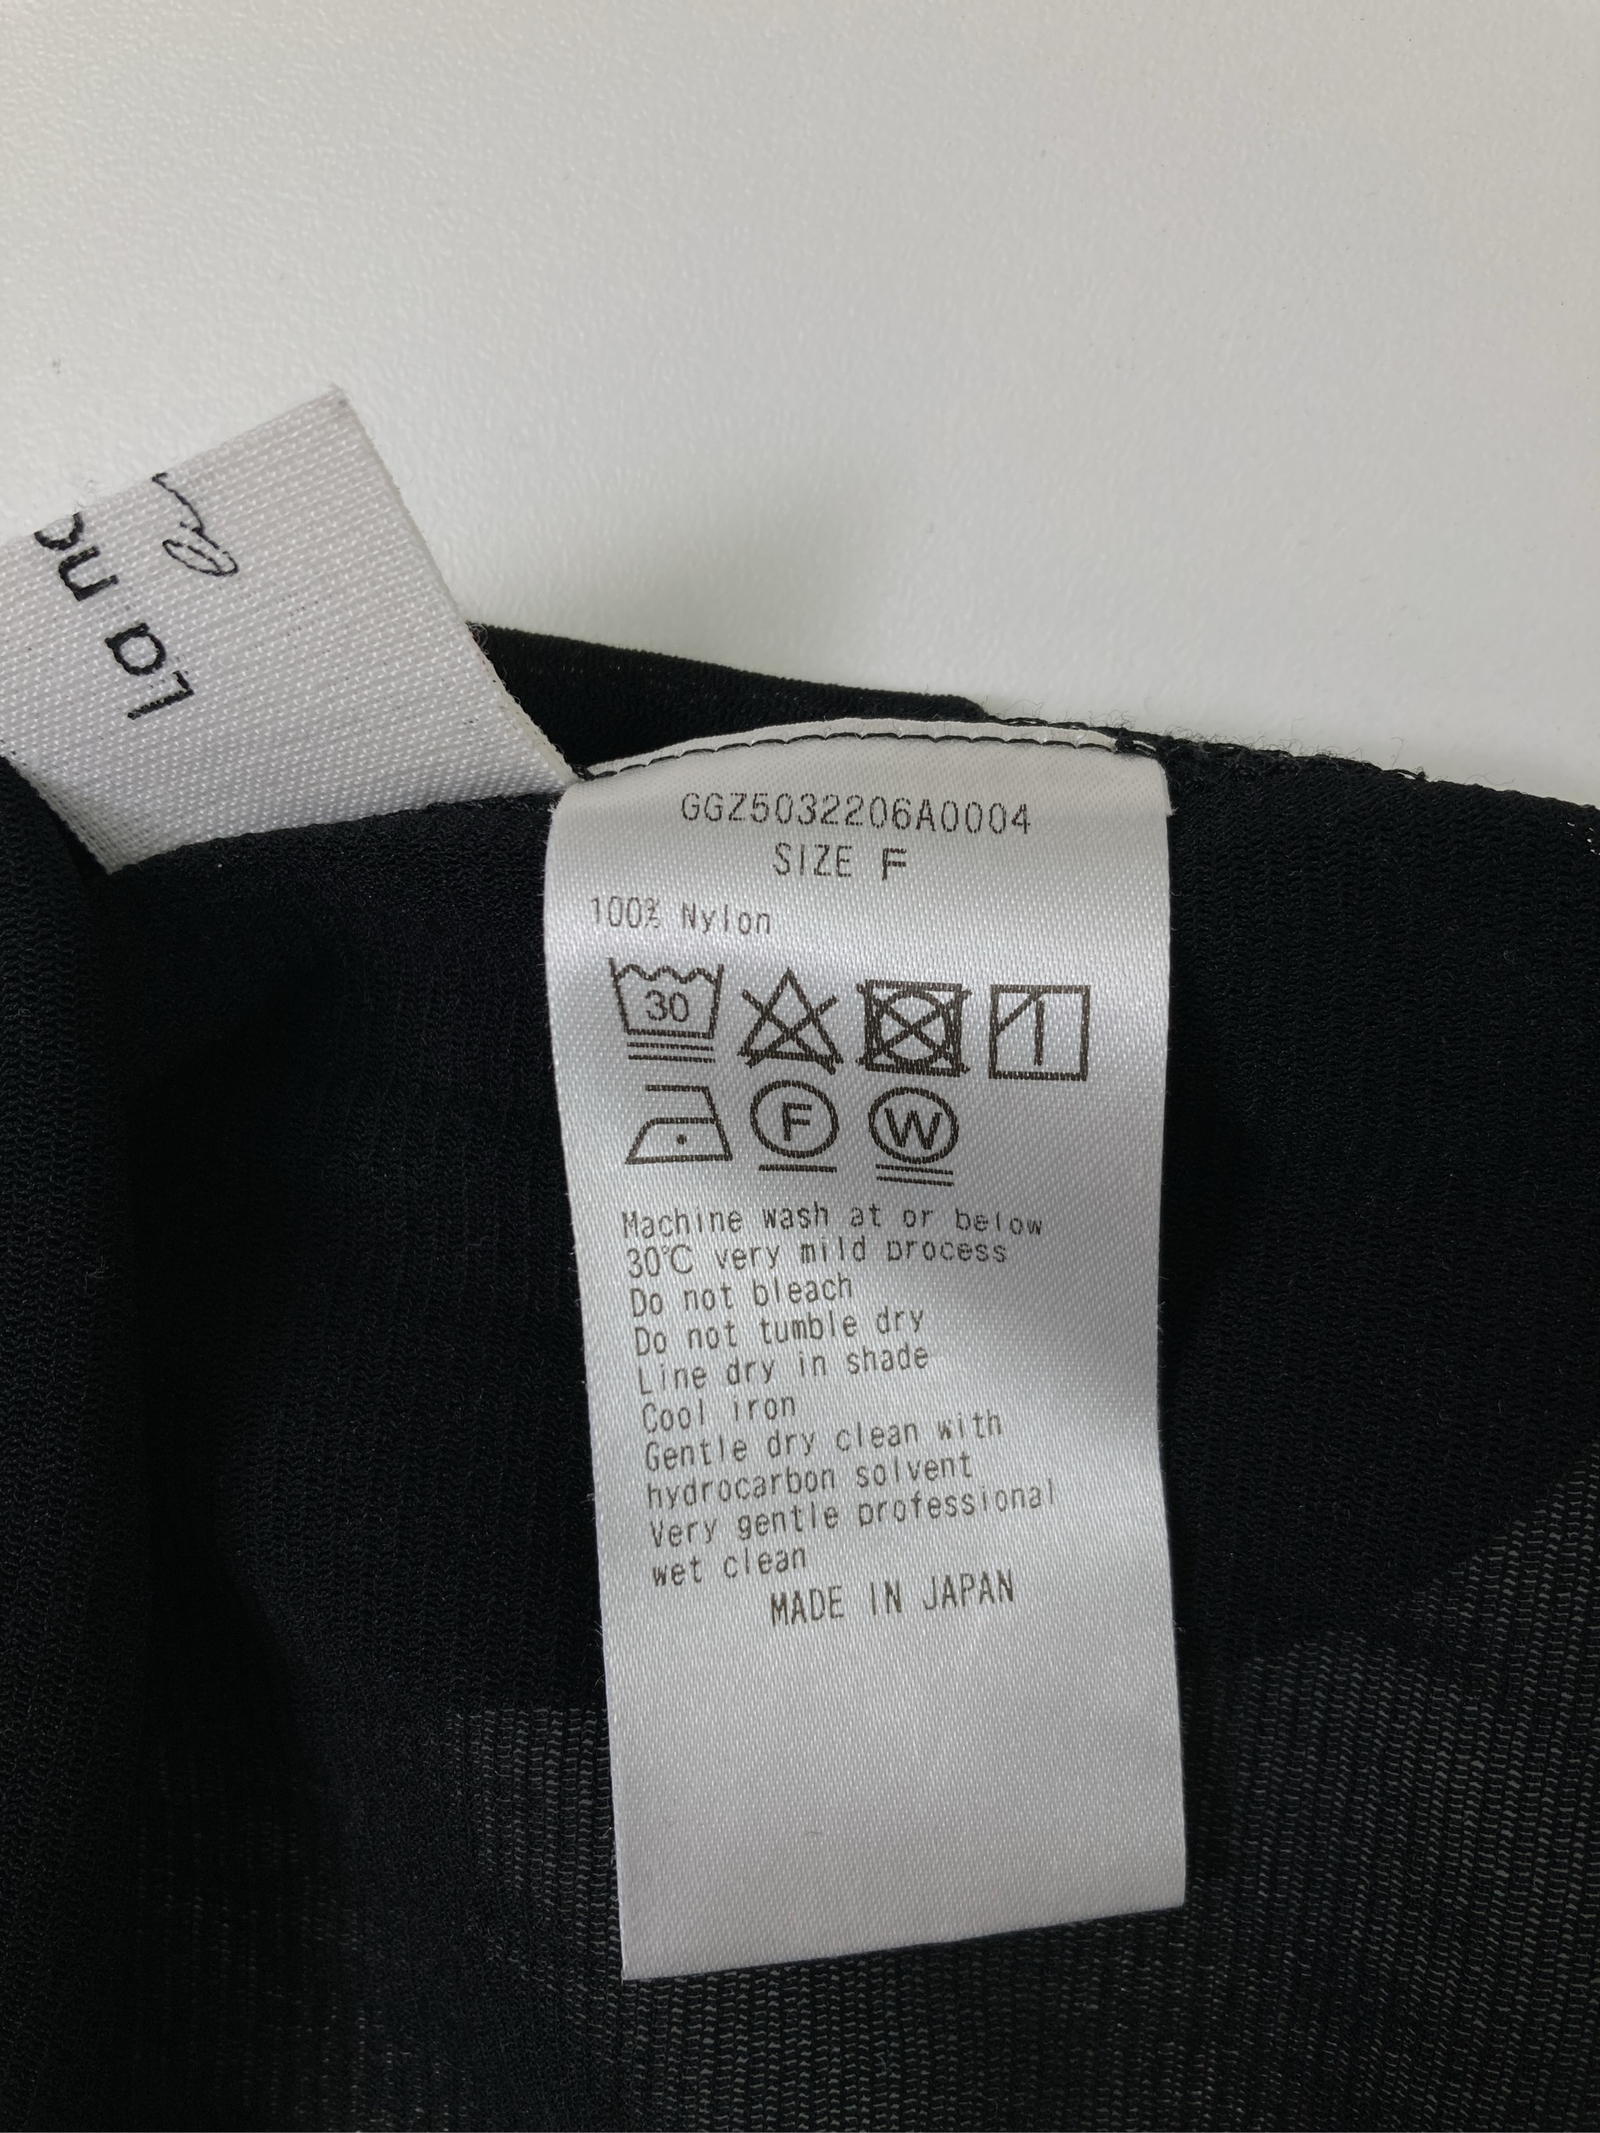 La no
GGZ5032206A0004
SIZE F
100% Nylon
30
F W
Machine wash at or below
30℃ very mild process
Do not bleach
Do not tumble dry
Line dry in shade
Cool iron
Gentle dry clean with
hydrocarbon solvent
Very gentle professional
wet clean
MADE IN JAPAN